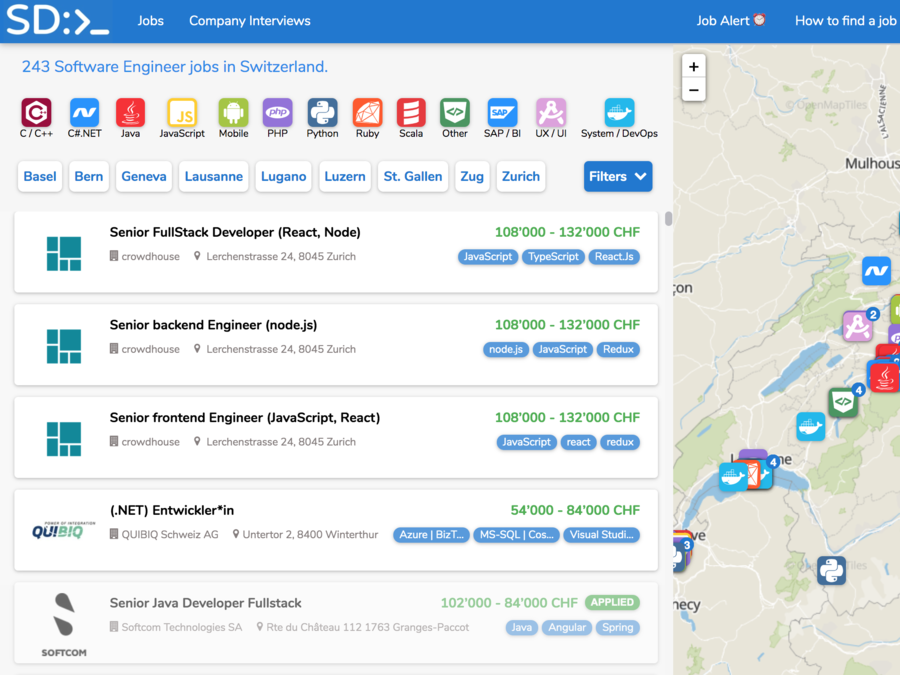 SD:>_ Jobs Company Interviews Job Alert⏰ How to find a job
243 Software Engineer jobs in Switzerland.
C / C++ C#.NET Java JavaScript Mobile PHP Python Ruby Scala Other SAP / BI UX / UI System / DevOps
Basel Bern Geneva Lausanne Lugano Luzern St. Gallen Zug Zurich Filters
Senior FullStack Developer (React, Node) 108'000 - 132'000 CHF
crowdhouse Lerchenstrasse 24, 8045 Zurich JavaScript TypeScript React.Js
Senior backend Engineer (node.js) 108'000 - 132'000 CHF
crowdhouse Lerchenstrasse 24, 8045 Zurich node.js JavaScript Redux
Senior frontend Engineer (JavaScript, React) 108'000 - 132'000 CHF
crowdhouse Lerchenstrasse 24, 8045 Zurich JavaScript react redux
(.NET) Entwickler*in 54'000 - 84'000 CHF
POWER OF INTEGRATION
QUIBIQ
QUIBIQ Schweiz AG Untertor 2, 8400 Winterthur Azure | BizT... MS-SQL | Cos... Visual Studi...
Senior Java Developer Fullstack 102'000 - 84'000 CHF APPLIED
Softcom Technologies SA Rte du Château 112 1763 Granges-Paccot Java Angular Spring
SOFTCOM
+
−
© OpenMapTiles
L'ALSACIENNE
Mulhous
on
2
4
4
ne
3
ve
necy